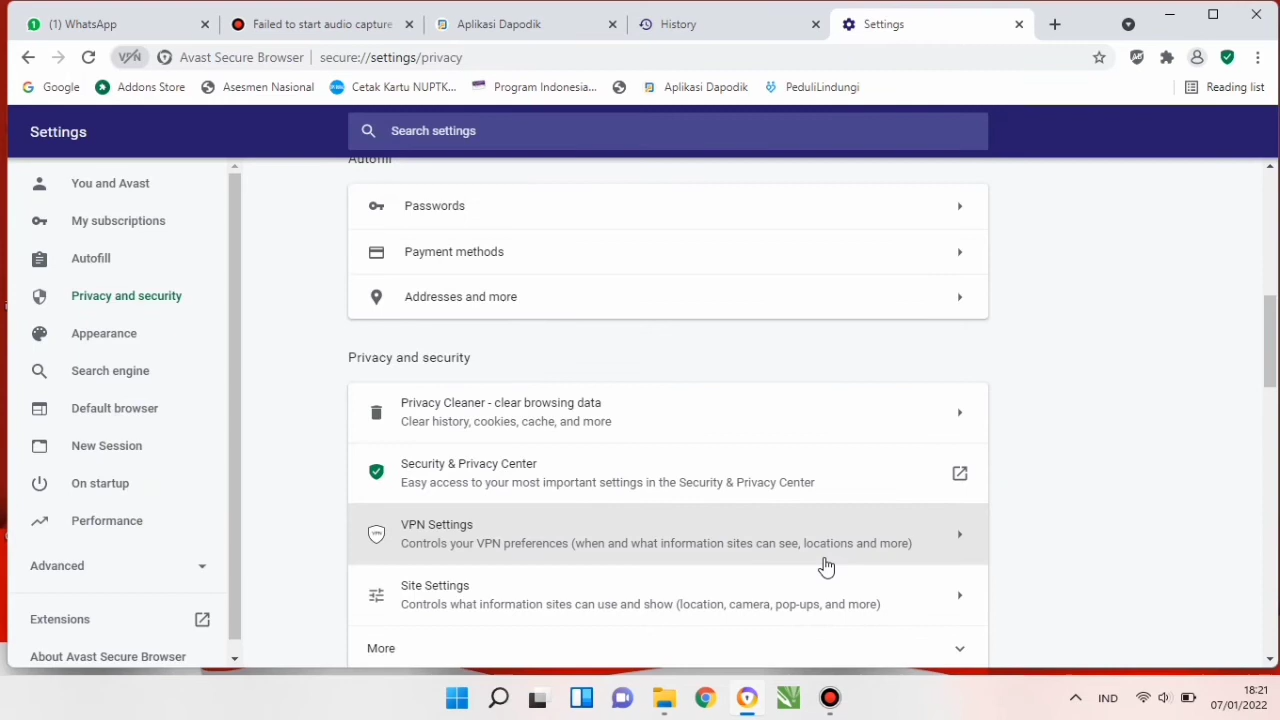 (1) WhatsApp
Failed to start audio capture
Aplikasi Dapodik
History
Settings
VPN
Avast Secure Browser
secure://settings/privacy
Google
Addons Store
Asesmen Nasional
Cetak Kartu NUPTK...
Program Indonesia...
Aplikasi Dapodik
PeduliLindungi
Reading list
Settings
Search settings
You and Avast
My subscriptions
Autofill
Privacy and security
Appearance
Search engine
Default browser
New Session
On startup
Performance
Advanced
Extensions
About Avast Secure Browser
Autofill
Passwords
Payment methods
Addresses and more
Privacy and security
Privacy Cleaner - clear browsing data
Clear history, cookies, cache, and more
Security & Privacy Center
Easy access to your most important settings in the Security & Privacy Center
VPN Settings
Controls your VPN preferences (when and what information sites can see, locations and more)
Site Settings
Controls what information sites can use and show (location, camera, pop-ups, and more)
More
IND
18:21
07/01/2022